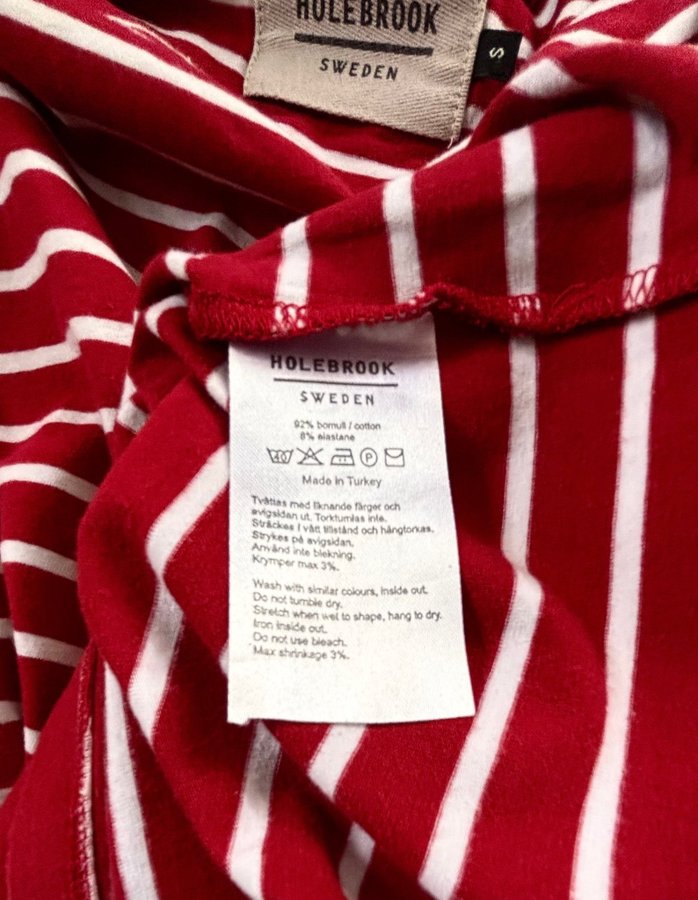 HOLEBROOK
SWEDEN
S
HOLEBROOK
SWEDEN
92% bomull / cotton
8% elastane
40 P
Made in Turkey
Tvättas med liknande färger och
avigsidan ut. Torktumlas inte.
Sträckes i vått tillstånd och hängtorkas.
Strykes på avigsidan.
Använd inte blekning.
Krymper max 3%.
Wash with similar colours, inside out.
Do not tumble dry.
Stretch when wet to shape, hang to dry.
Iron inside out.
Do not use bleach.
Max shrinkage 3%.